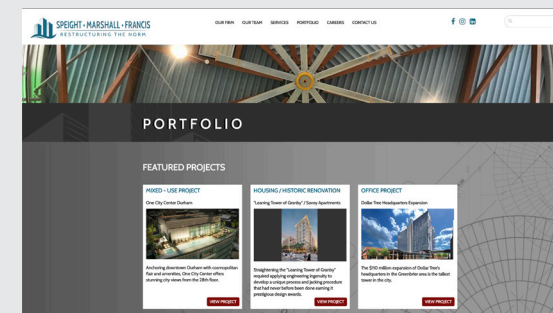 SPEIGHT • MARSHALL • FRANCIS
RESTRUCTURING THE NORM
OUR FIRM OUR TEAM SERVICES PORTFOLIO CAREERS CONTACT US
PORTFOLIO
FEATURED PROJECTS
MIXED - USE PROJECT
One City Center Durham
Anchoring downtown Durham with cosmopolitan
flair and amenities, One City Center offers
stunning city views from the 28th floor.
VIEW PROJECT
HOUSING / HISTORIC RENOVATION
"Leaning Tower of Granby" / Savoy Apartments
Straightening the "Leaning Tower of Granby"
required applying engineering ingenuity to
develop a unique process and jacking procedure
that had never before been done earning it
prestigious design awards.
VIEW PROJECT
OFFICE PROJECT
Dollar Tree Headquarters Expansion
The $110 million expansion of Dollar Tree's
headquarters in the Greenbrier area is the tallest
tower in the city.
VIEW PROJECT